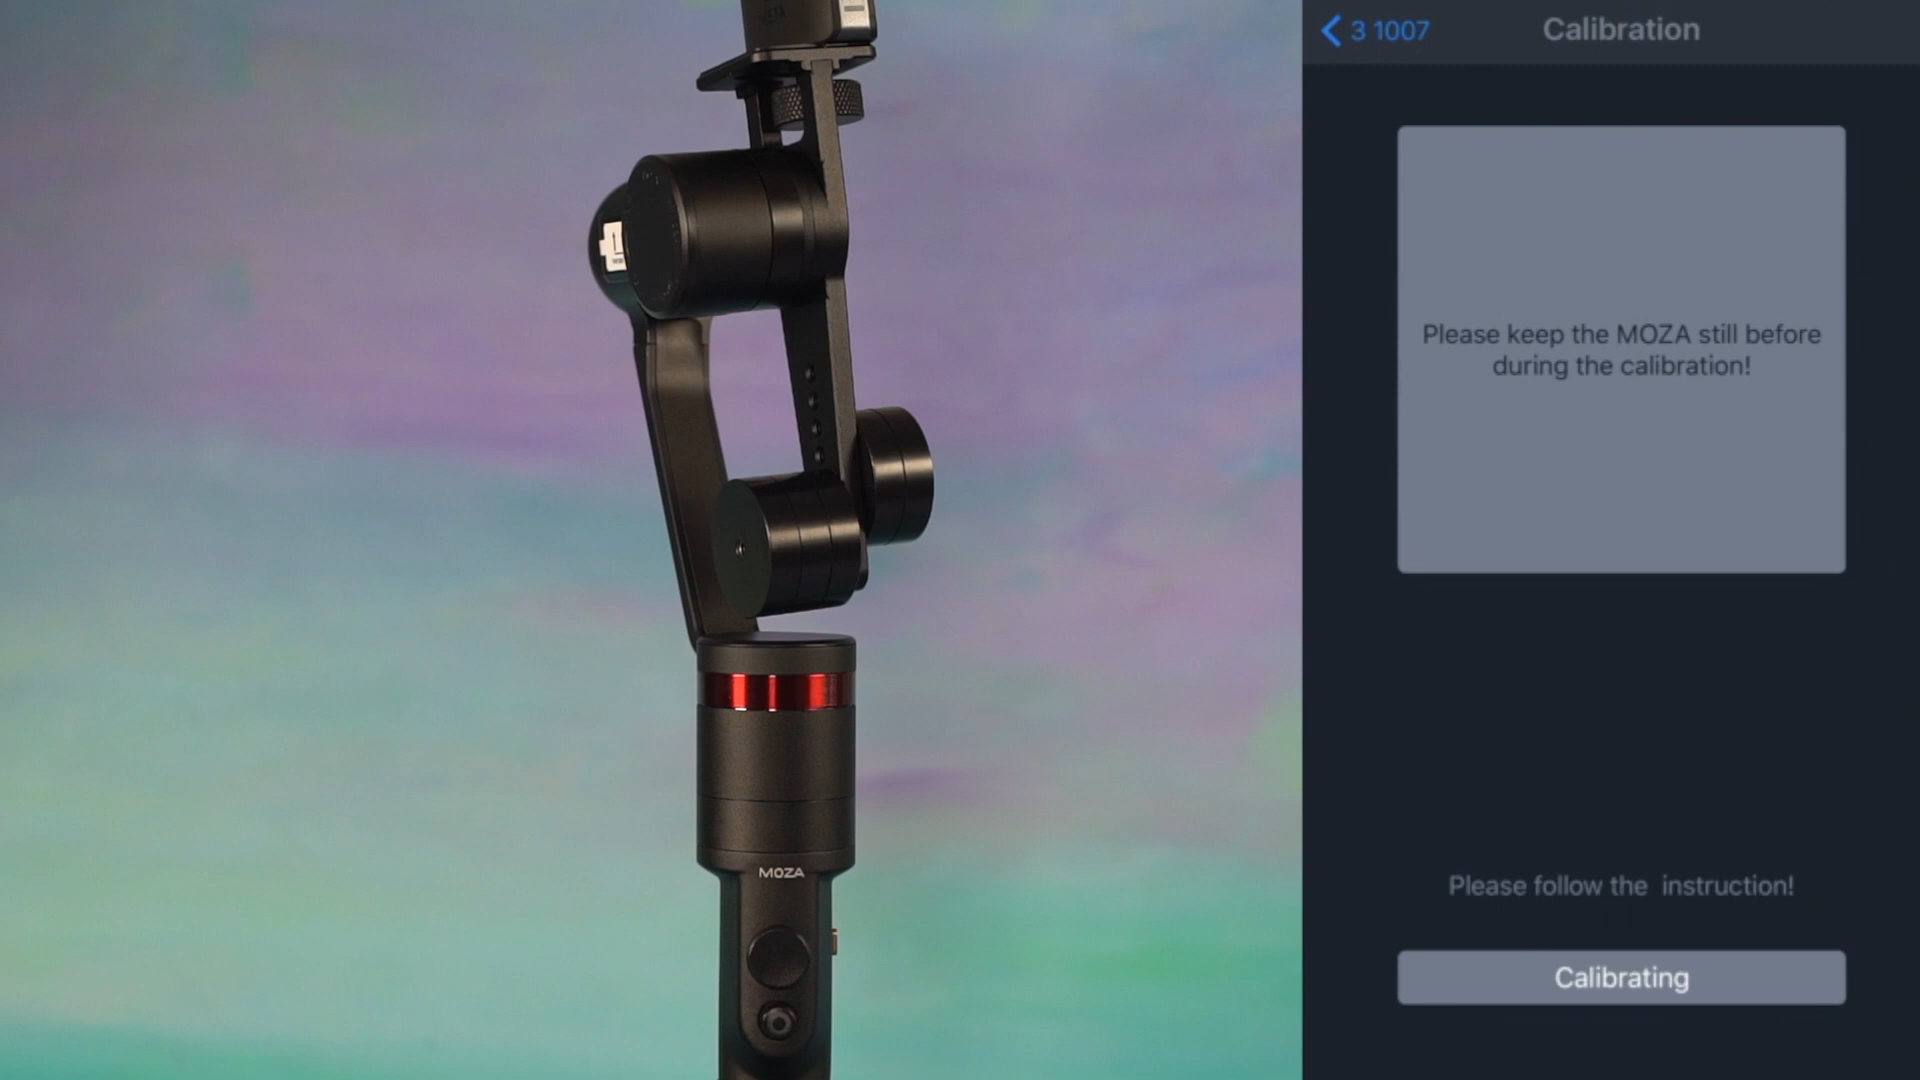 3 1007
Calibration
Please keep the MOZA still before
during the calibration!
MOZA
Please follow the  instruction!
Calibrating